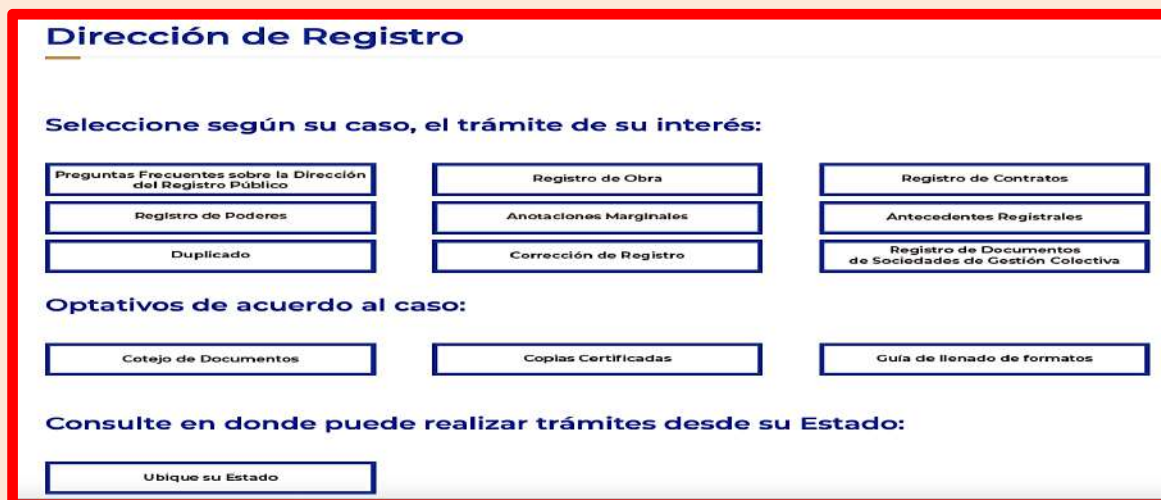 Dirección de Registro
Seleccione según su caso, el trámite de su interés:
Preguntas Frecuentes sobre la Dirección
del Registro Público
Registro de Obra
Registro de Contratos
Registro de Poderes
Anotaciones Marginales
Antecedentes Registrales
Duplicado
Corrección de Registro
Registro de Documentos
de Sociedades de Gestión Colectiva
Optativos de acuerdo al caso:
Cotejo de Documentos
Copias Certificadas
Guía de llenado de formatos
Consulte en donde puede realizar trámites desde su Estado:
Ubique su Estado